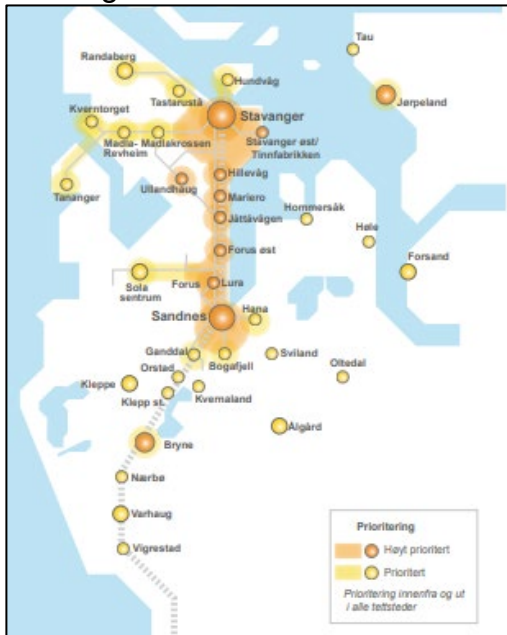 Tau
Randaberg
Hundvåg
Tastarustå
Jørpeland
Kverntorget
Stavanger
Madla-
Revheim
Madlakrossen
Stavanger øst/
Tinnfabrikken
Hillevåg
Ullandhaug
Mariero
Tananger
Jåttåvågen
Hommersåk
Høle
Forus øst
Forsand
Sola
sentrum
Forus
Lura
Sandnes
Hana
Ganddal
Bogafjell
Sviland
Orstad
Oltedal
Kleppe
Klepp st.
Kvernaland
Ålgård
Bryne
Nærbø
Varhaug
Vigrestad
Prioritering
Høyt prioritert
Prioritert
Prioritering innenfra og ut
i alle tettsteder